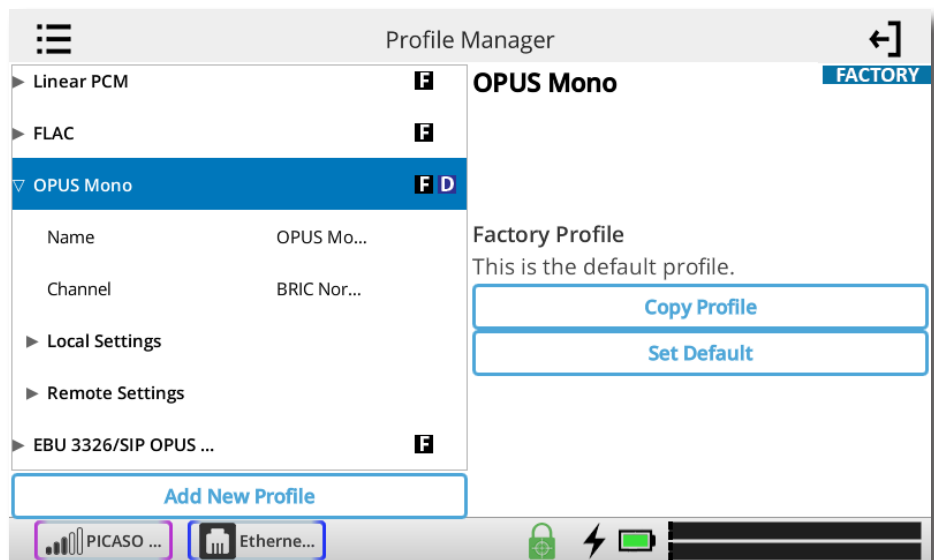 Profile Manager
Linear PCM F
FLAC F
OPUS Mono F D
Name OPUS Mo...
Channel BRIC Nor...
Local Settings
Remote Settings
EBU 3326/SIP OPUS ... F
Add New Profile
OPUS Mono
FACTORY
Factory Profile
This is the default profile.
Copy Profile
Set Default
PICASO ...
Etherne...